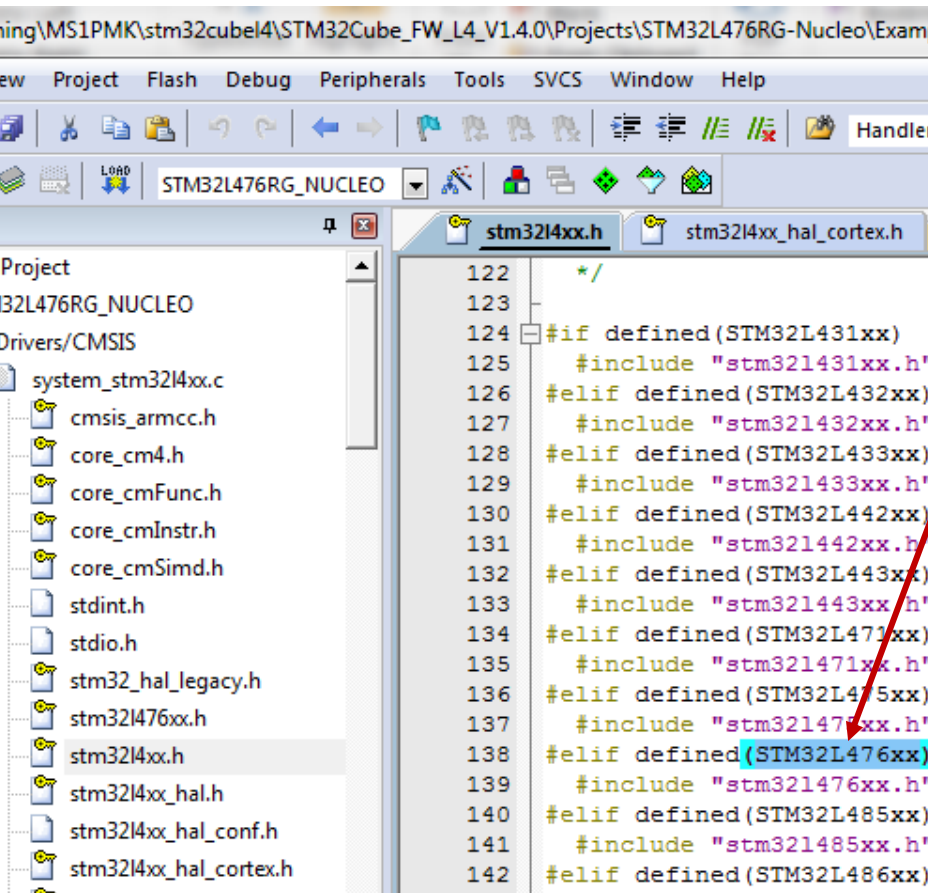 ning\MS1PMK\stm32cubel4\STM32Cube_FW_L4_V1.4.0\Projects\STM32L476RG-Nucleo\Exam
ew Project Flash Debug Peripherals Tools SVCS Window Help
Handler
LOAD STM32L476RG_NUCLEO
Project
M32L476RG_NUCLEO
Drivers/CMSIS
system_stm32l4xx.c
cmsis_armcc.h
core_cm4.h
core_cmFunc.h
core_cmInstr.h
core_cmSimd.h
stdint.h
stdio.h
stm32_hal_legacy.h
stm32l476xx.h
stm32l4xx.h
stm32l4xx_hal.h
stm32l4xx_hal_conf.h
stm32l4xx_hal_cortex.h
stm32l4xx.h stm32l4xx_hal_cortex.h
122 */
123
124 #if defined(STM32L431xx)
125 #include "stm32l431xx.h"
126 #elif defined(STM32L432xx)
127 #include "stm32l432xx.h"
128 #elif defined(STM32L433xx)
129 #include "stm32l433xx.h"
130 #elif defined(STM32L442xx)
131 #include "stm32l442xx.h
132 #elif defined(STM32L443xx)
133 #include "stm32l443xx.h"
134 #elif defined(STM32L471xx)
135 #include "stm32l471xx.h"
136 #elif defined(STM32L475xx)
137 #include "stm32l475xx.h"
138 #elif defined(STM32L476xx)
139 #include "stm32l476xx.h"
140 #elif defined(STM32L485xx)
141 #include "stm32l485xx.h"
142 #elif defined(STM32L486xx)